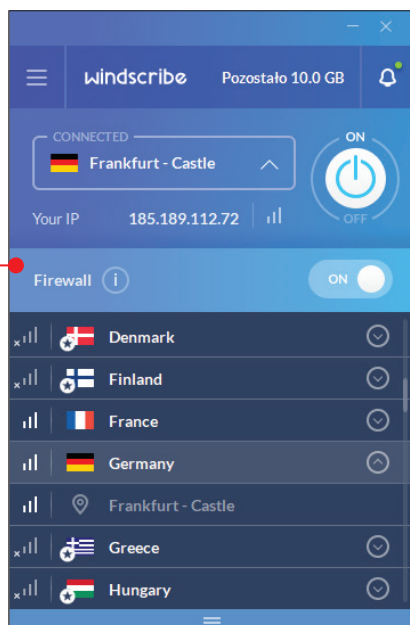 windscribe Pozostało 10.0 GB
CONNECTED
ON
Frankfurt - Castle
OFF
Your IP 185.189.112.72
Firewall i ON
Denmark
Finland
France
Germany
Frankfurt - Castle
Greece
Hungary